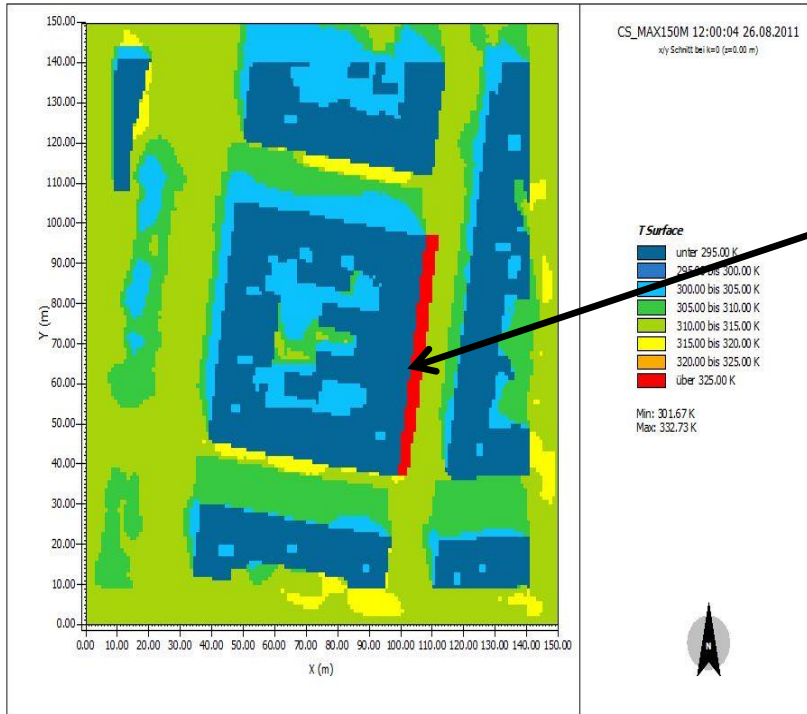 CS_MAX150M 12:00:04 26.08.2011
x/y Schnitt bei k=0 (z=0.00 m)
150.00
140.00
130.00
120.00
110.00
100.00
90.00
80.00
70.00
60.00
50.00
40.00
30.00
20.00
10.00
0.00
Y (m)
0.00 10.00 20.00 30.00 40.00 50.00 60.00 70.00 80.00 90.00 100.00 110.00 120.00 130.00 140.00 150.00
X (m)
T Surface
unter 295.00 K
295.00 bis 300.00 K
300.00 bis 305.00 K
305.00 bis 310.00 K
310.00 bis 315.00 K
315.00 bis 320.00 K
320.00 bis 325.00 K
über 325.00 K
Min: 301.67 K
Max: 332.73 K
N